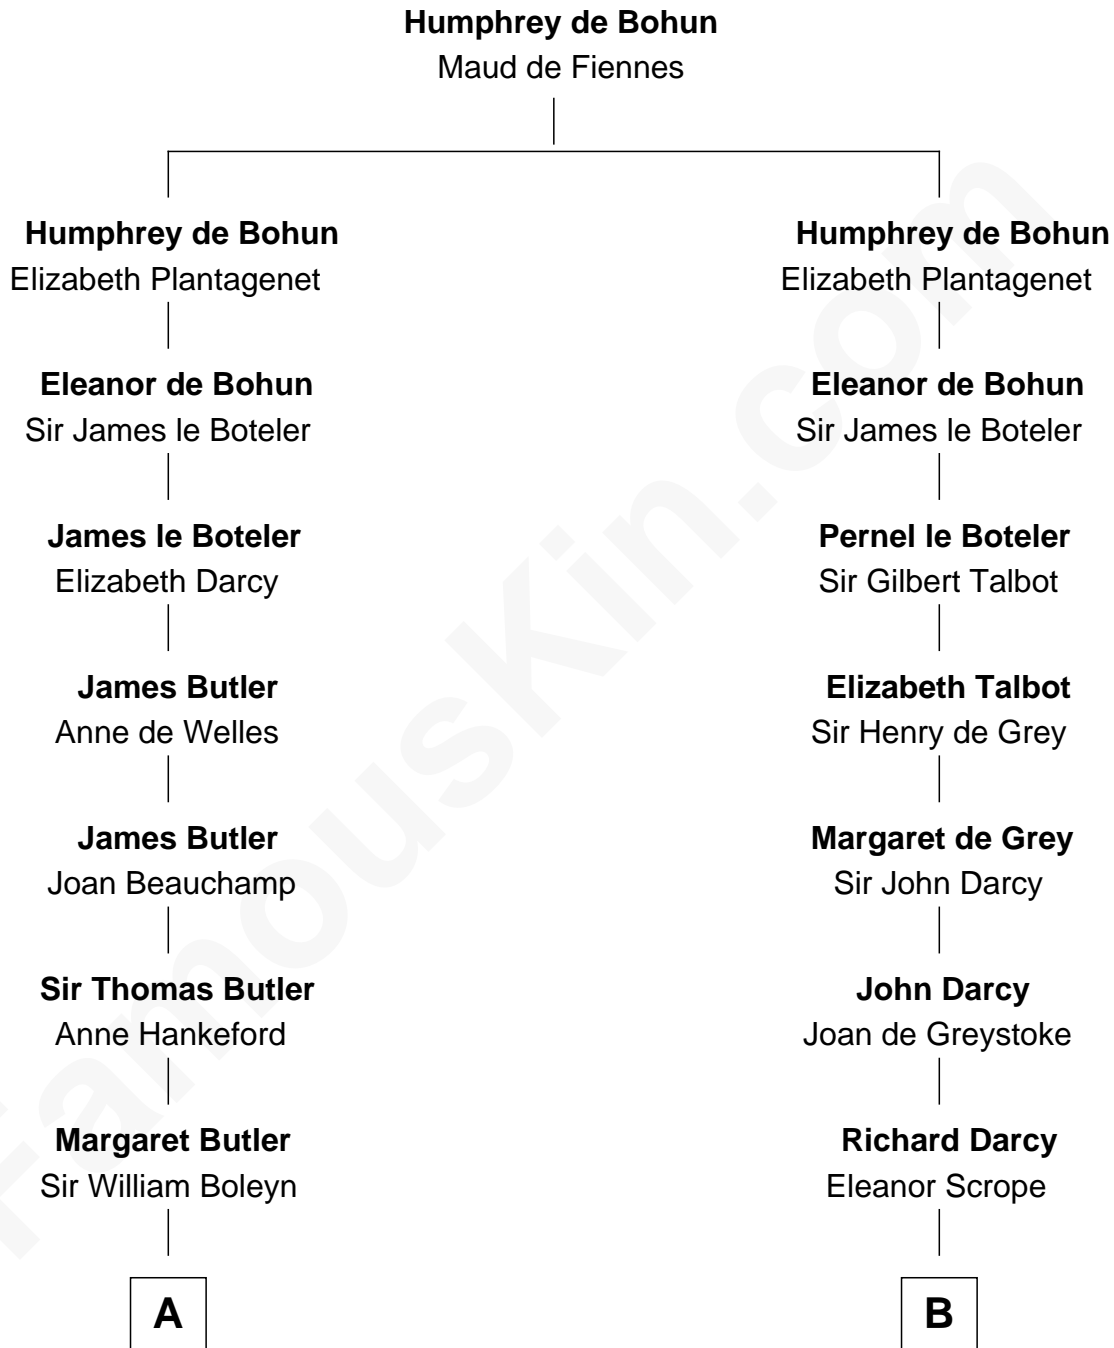 Humphrey de Bohun
Maud de Fiennes
Humphrey de Bohun
Elizabeth Plantagenet
Eleanor de Bohun
Sir James le Boteler
James le Boteler
Elizabeth Darcy
James Butler
Anne de Welles
James Butler
Joan Beauchamp
Sir Thomas Butler
Anne Hankeford
Margaret Butler
Sir William Boleyn
A
Humphrey de Bohun
Elizabeth Plantagenet
Eleanor de Bohun
Sir James le Boteler
Pernel le Boteler
Sir Gilbert Talbot
Elizabeth Talbot
Sir Henry de Grey
Margaret de Grey
Sir John Darcy
John Darcy
Joan de Greystoke
Richard Darcy
Eleanor Scrope
B
FamousKin.com